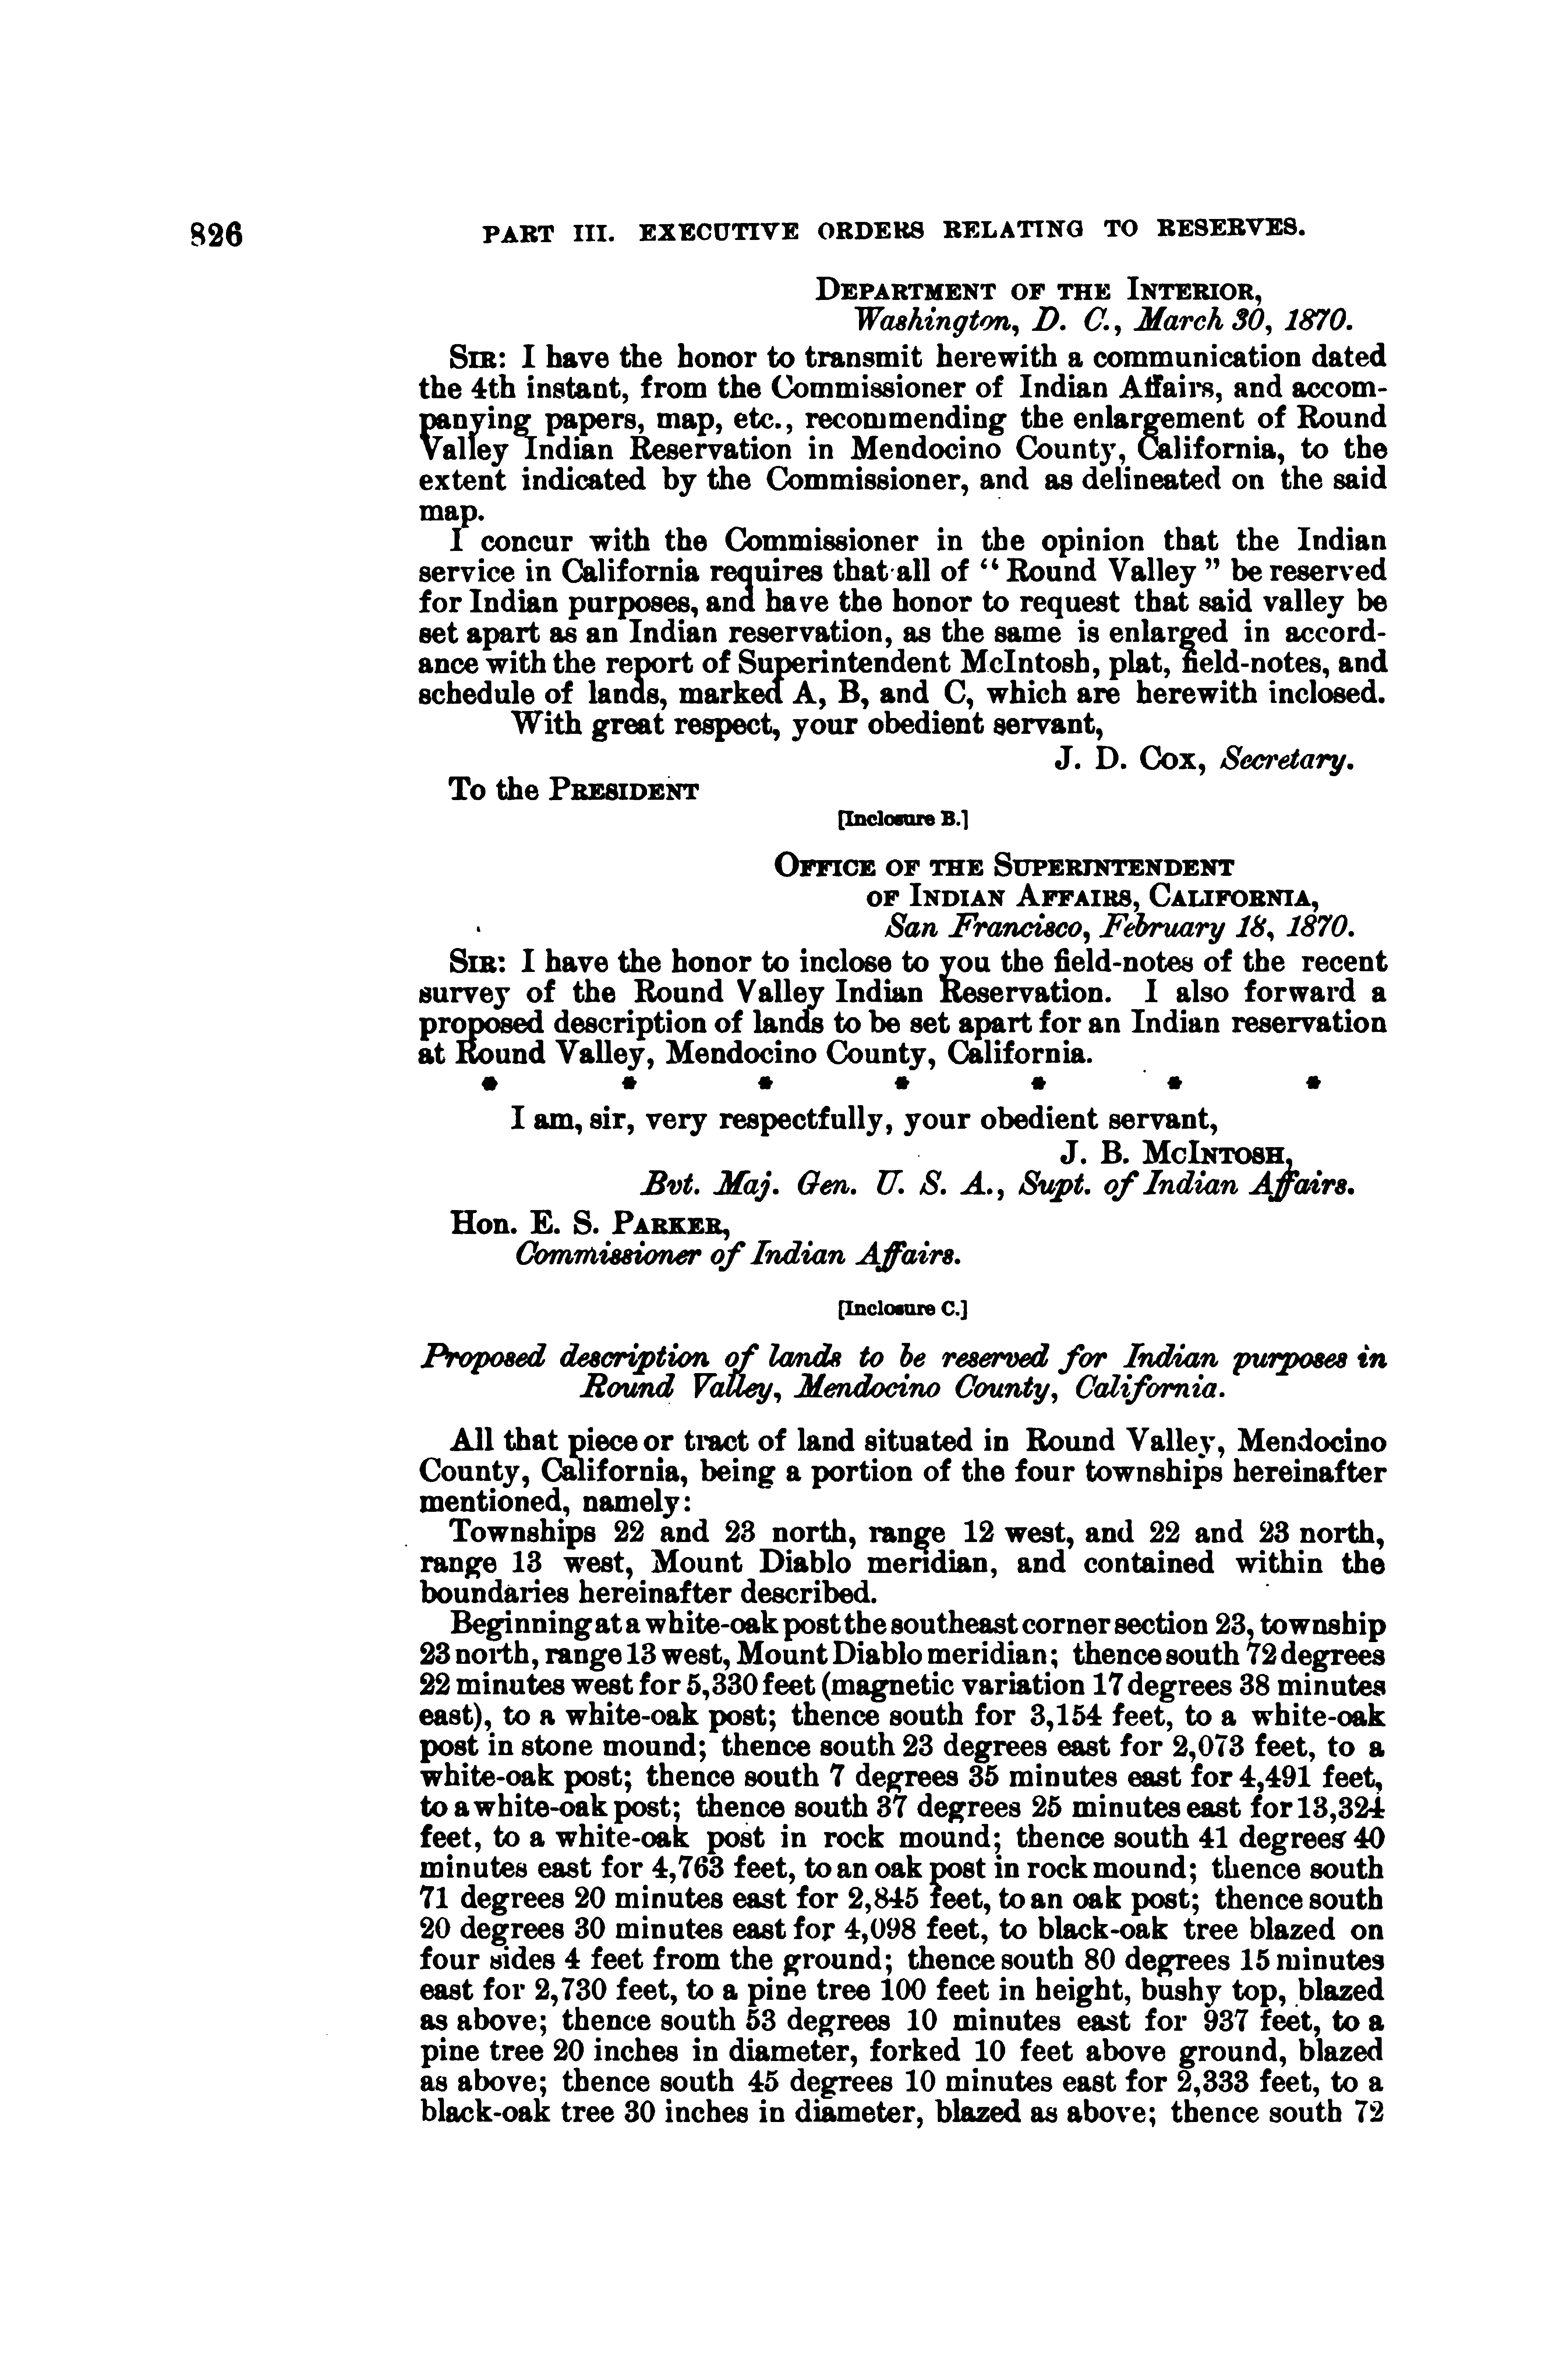 826 PART III. EXECUTIVE ORDERS RELATING TO RESERVES.
DEPARTMENT OF THE INTERIOR,
Washington, D. C., March 30, 1870.
SIR: I have the honor to transmit herewith a communication dated
the 4th instant, from the Commissioner of Indian Affairs, and accom-
panying papers, map, etc., recommending the enlargement of Round
Valley Indian Reservation in Mendocino County, California, to the
extent indicated by the Commissioner, and as delineated on the said
map.
I concur with the Commissioner in the opinion that the Indian
service in California requires that all of “ Round Valley ” be reserved
for Indian purposes, and have the honor to request that said valley be
set apart as an Indian reservation, as the same is enlarged in accord-
ance with the report of Superintendent McIntosh, plat, field-notes, and
schedule of lands, marked A, B, and C, which are herewith inclosed.
With great respect, your obedient servant,
J. D. COX, Secretary.
To the PRESIDENT
[Inclosure B.]
OFFICE OF THE SUPERINTENDENT
OF INDIAN AFFAIRS, CALIFORNIA,
San Francisco, February 18, 1870.
SIR: I have the honor to inclose to you the field-notes of the recent
survey of the Round Valley Indian Reservation. I also forward a
proposed description of lands to be set apart for an Indian reservation
at Round Valley, Mendocino County, California.
* * * * * * *
I am, sir, very respectfully, your obedient servant,
J. B. MCINTOSH,
Bvt. Maj. Gen. U. S. A., Supt. of Indian Affairs.
Hon. E. S. PARKER,
Commissioner of Indian Affairs.
[Inclosure C.]
Proposed description of lands to be reserved for Indian purposes in
Round Valley, Mendocino County, California.
All that piece or tract of land situated in Round Valley, Mendocino
County, California, being a portion of the four townships hereinafter
mentioned, namely:
Townships 22 and 23 north, range 12 west, and 22 and 23 north,
range 13 west, Mount Diablo meridian, and contained within the
boundaries hereinafter described.
Beginning at a white-oak post the southeast corner section 23, township
23 north, range 13 west, Mount Diablo meridian; thence south 72 degrees
22 minutes west for 5,330 feet (magnetic variation 17 degrees 38 minutes
east), to a white-oak post; thence south for 3,154 feet, to a white-oak
post in stone mound; thence south 23 degrees east for 2,073 feet, to a
white-oak post; thence south 7 degrees 35 minutes east for 4,491 feet,
to a white-oak post; thence south 37 degrees 25 minutes east for 13,324
feet, to a white-oak post in rock mound; thence south 41 degrees 40
minutes east for 4,763 feet, to an oak post in rock mound; thence south
71 degrees 20 minutes east for 2,845 feet, to an oak post; thence south
20 degrees 30 minutes east for 4,098 feet, to black-oak tree blazed on
four sides 4 feet from the ground; thence south 80 degrees 15 minutes
east for 2,730 feet, to a pine tree 100 feet in height, bushy top, blazed
as above; thence south 53 degrees 10 minutes east for 937 feet, to a
pine tree 20 inches in diameter, forked 10 feet above ground, blazed
as above; thence south 45 degrees 10 minutes east for 2,333 feet, to a
black-oak tree 30 inches in diameter, blazed as above; thence south 72